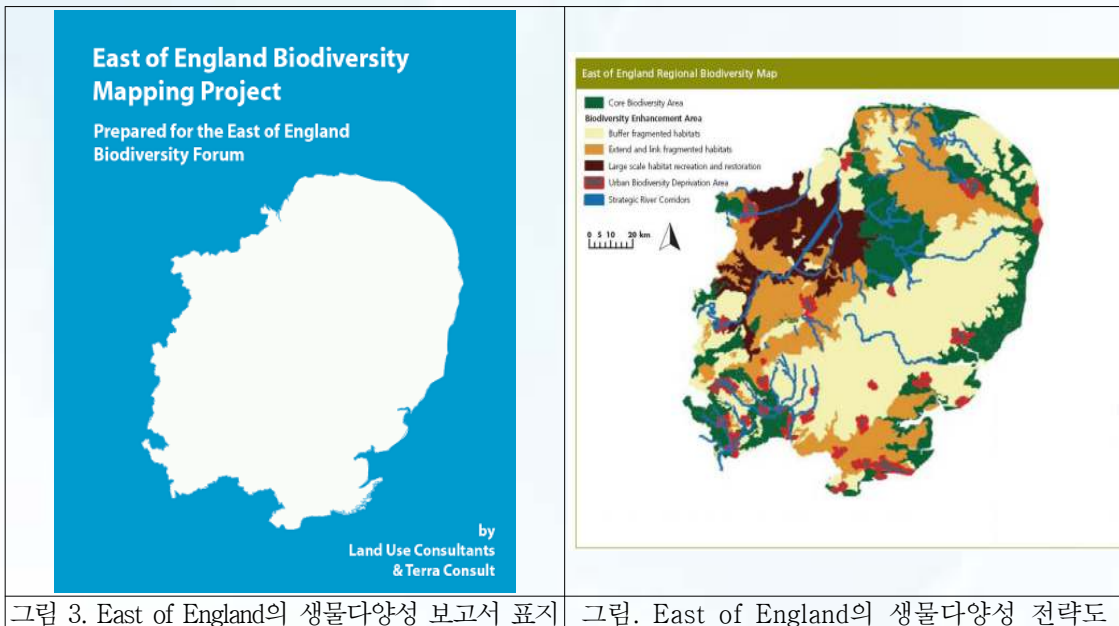 East of England Biodiversity
Mapping Project
Prepared for the East of England
Biodiversity Forum
by
Land Use Consultants
& Terra Consult
East of England Regional Biodiversity Map
Core Biodiversity Area
Biodiversity Enhancement Area
Buffer fragmented habitats
Extend and link fragmented habitats
Large scale habitat recreation and restoration
Urban Biodiversity Deprivation Area
Strategic River Corridors
0 5 10 20 km
그림 3. East of England의 생물다양성 보고서 표지
그림. East of England의 생물다양성 전략도